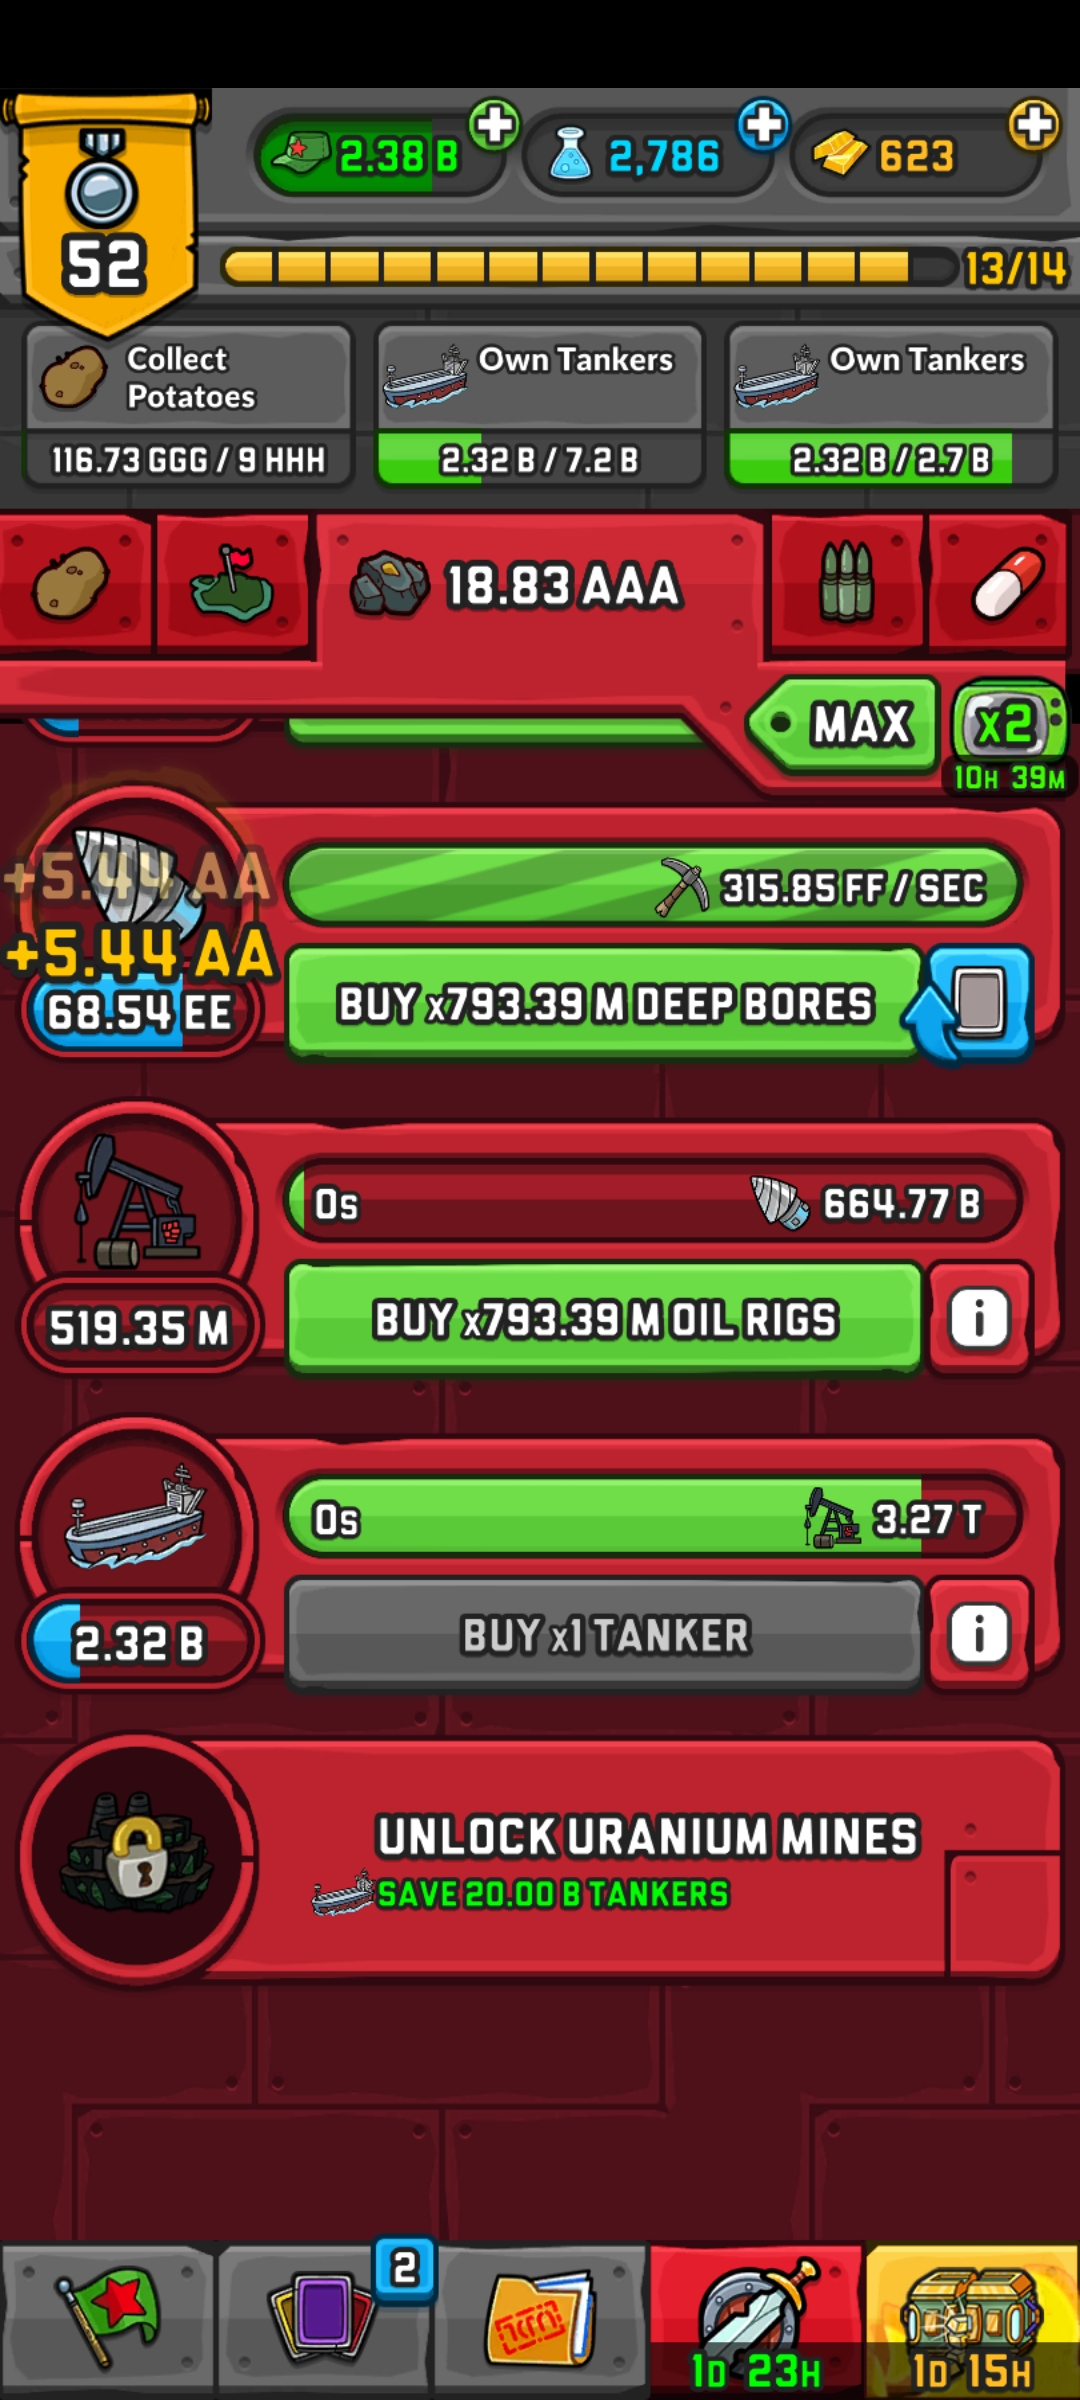 2.38 B
2,786
623
52
13/14
Collect
Potatoes
116.73 GGG / 9 HHH
Own Tankers
2.32 B / 7.2 B
Own Tankers
2.32 B / 2.7 B
18.83 AAA
MAX
x2
10H 39M
+5.44 AA
+5.44 AA
68.54 EE
315.85 FF / SEC
BUY x793.39 M DEEP BORES
0s
664.77 B
519.35 M
BUY x793.39 M OIL RIGS
i
0s
3.27 T
2.32 B
BUY x1 TANKER
i
UNLOCK URANIUM MINES
SAVE 20.00 B TANKERS
2
1D 23H
1D 15H